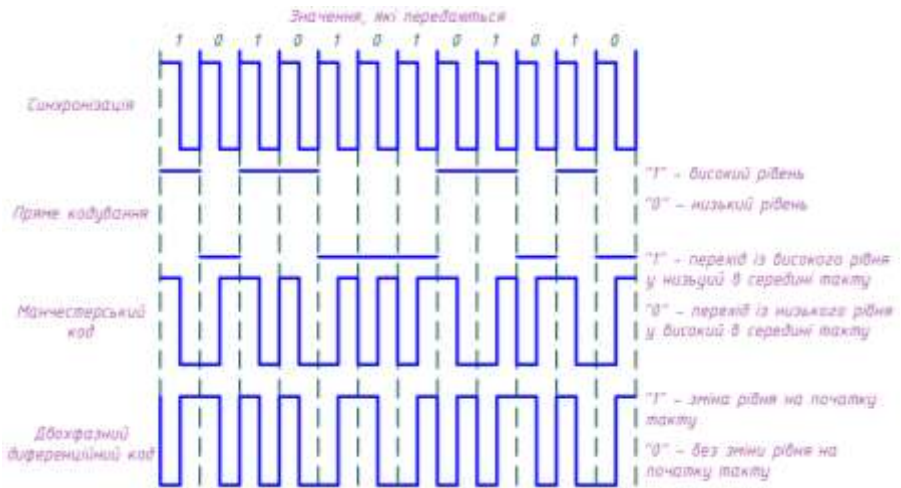 Значення, які передаються
1 0 1 0 1 0 1 0 1 0 1 0
Синхронізація
"1" - високий рівень
Пряме кодування
"0" - низький рівень
"1" - перехід із високого рівня
у низьций в середині такту
Манчестерський
код
"0" - перехід із низького рівня
у високий в середині такту
"1" - зміна рівня на початку
такту
Двохфазний
диференційний код
"0" - без зміни рівня на
початку такту